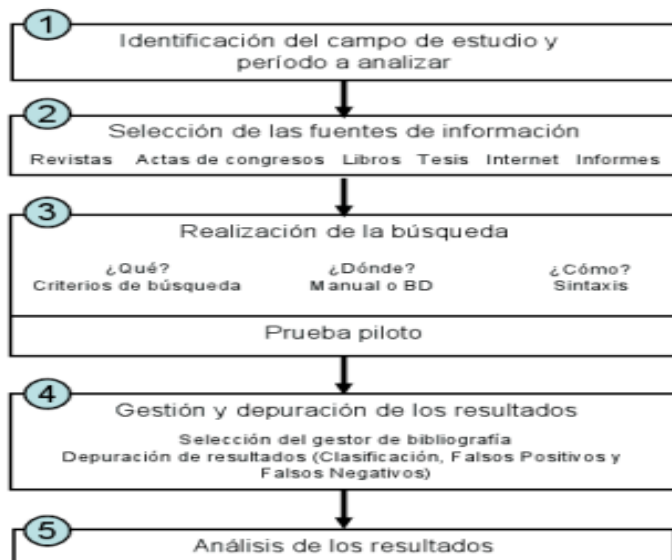 1
Identificación del campo de estudio y
período a analizar
2
Selección de las fuentes de información
Revistas Actas de congresos Libros Tesis Internet Informes
3
Realización de la búsqueda
¿Qué? ¿Dónde? ¿Cómo?
Criterios de búsqueda Manual o BD Sintaxis
Prueba piloto
4
Gestión y depuración de los resultados
Selección del gestor de bibliografía
Depuración de resultados (Clasificación, Falsos Positivos y
Falsos Negativos)
5
Análisis de los resultados